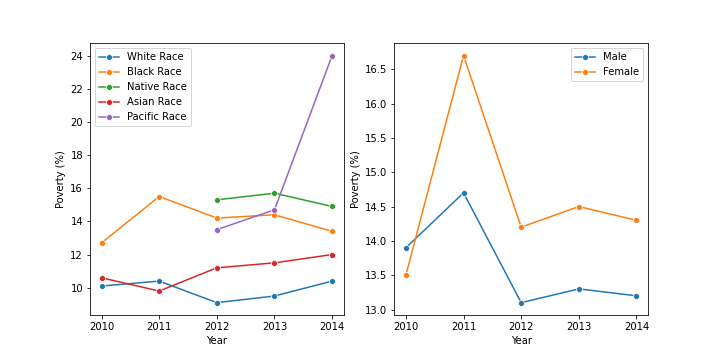 White Race
Black Race
Native Race
Asian Race
Pacific Race
24
22
20
18
16
14
12
10
Poverty (%)
2010 2011 2012 2013 2014
Year
Male
Female
16.5
16.0
15.5
15.0
14.5
14.0
13.5
13.0
Poverty (%)
2010 2011 2012 2013 2014
Year